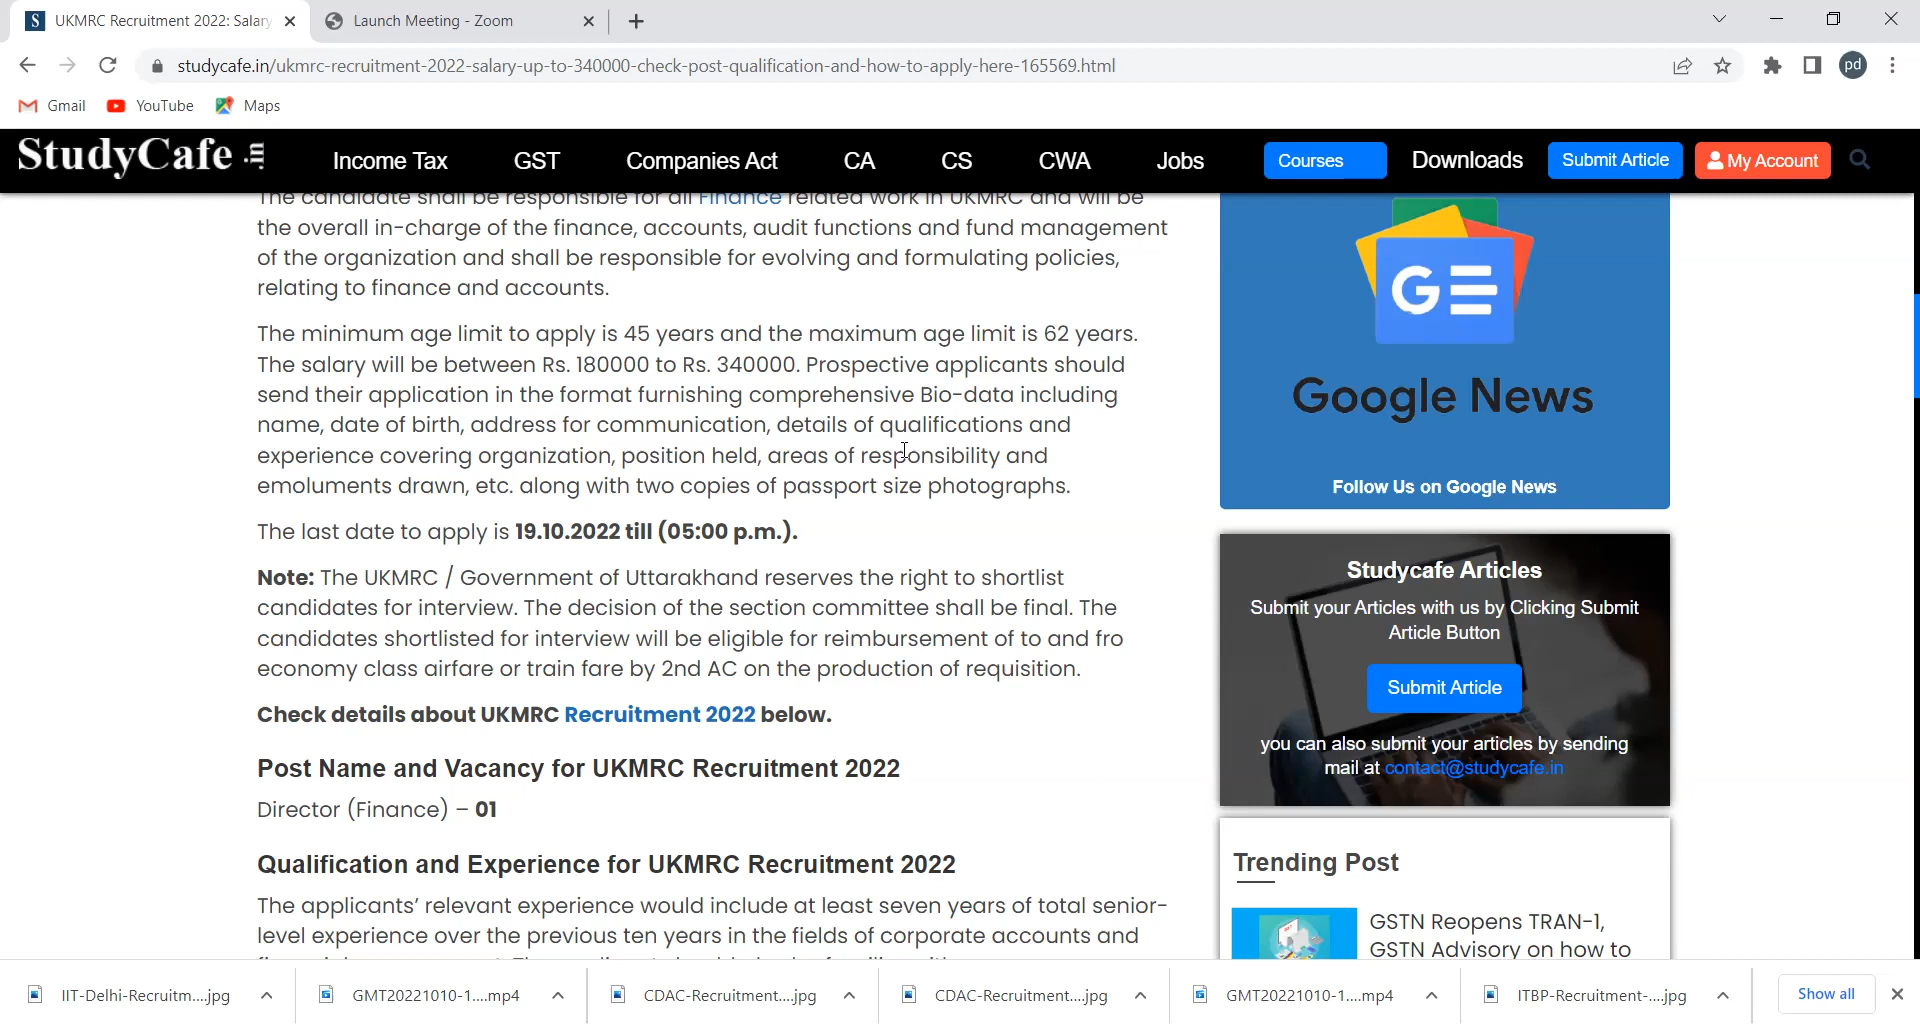 UKMRC Recruitment 2022: Salary
Launch Meeting - Zoom
studycafe.in/ukmrc-recruitment-2022-salary-up-to-340000-check-post-qualification-and-how-to-apply-here-165569.html
pd
Gmail
YouTube
Maps
StudyCafe .in
Income Tax
GST
Companies Act
CA
CS
CWA
Jobs
Courses
Downloads
Submit Article
My Account
The candidate shall be responsible for all Finance related work in UKMRC and will be
the overall in-charge of the finance, accounts, audit functions and fund management
of the organization and shall be responsible for evolving and formulating policies,
relating to finance and accounts.
The minimum age limit to apply is 45 years and the maximum age limit is 62 years.
The salary will be between Rs. 180000 to Rs. 340000. Prospective applicants should
send their application in the format furnishing comprehensive Bio-data including
name, date of birth, address for communication, details of qualifications and
experience covering organization, position held, areas of responsibility and
emoluments drawn, etc. along with two copies of passport size photographs.
The last date to apply is 19.10.2022 till (05:00 p.m.).
Note: The UKMRC / Government of Uttarakhand reserves the right to shortlist
candidates for interview. The decision of the section committee shall be final. The
candidates shortlisted for interview will be eligible for reimbursement of to and fro
economy class airfare or train fare by 2nd AC on the production of requisition.
Check details about UKMRC Recruitment 2022 below.
Post Name and Vacancy for UKMRC Recruitment 2022
Director (Finance) – 01
Qualification and Experience for UKMRC Recruitment 2022
The applicants’ relevant experience would include at least seven years of total senior-
level experience over the previous ten years in the fields of corporate accounts and
G
Google News
Follow Us on Google News
Studycafe Articles
Submit your Articles with us by Clicking Submit
Article Button
Submit Article
you can also submit your articles by sending
mail at contact@studycafe.in
Trending Post
GSTN Reopens TRAN-1,
GSTN Advisory on how to
IIT-Delhi-Recruitm....jpg
GMT20221010-1....mp4
CDAC-Recruitment....jpg
CDAC-Recruitment....jpg
GMT20221010-1....mp4
ITBP-Recruitment-....jpg
Show all